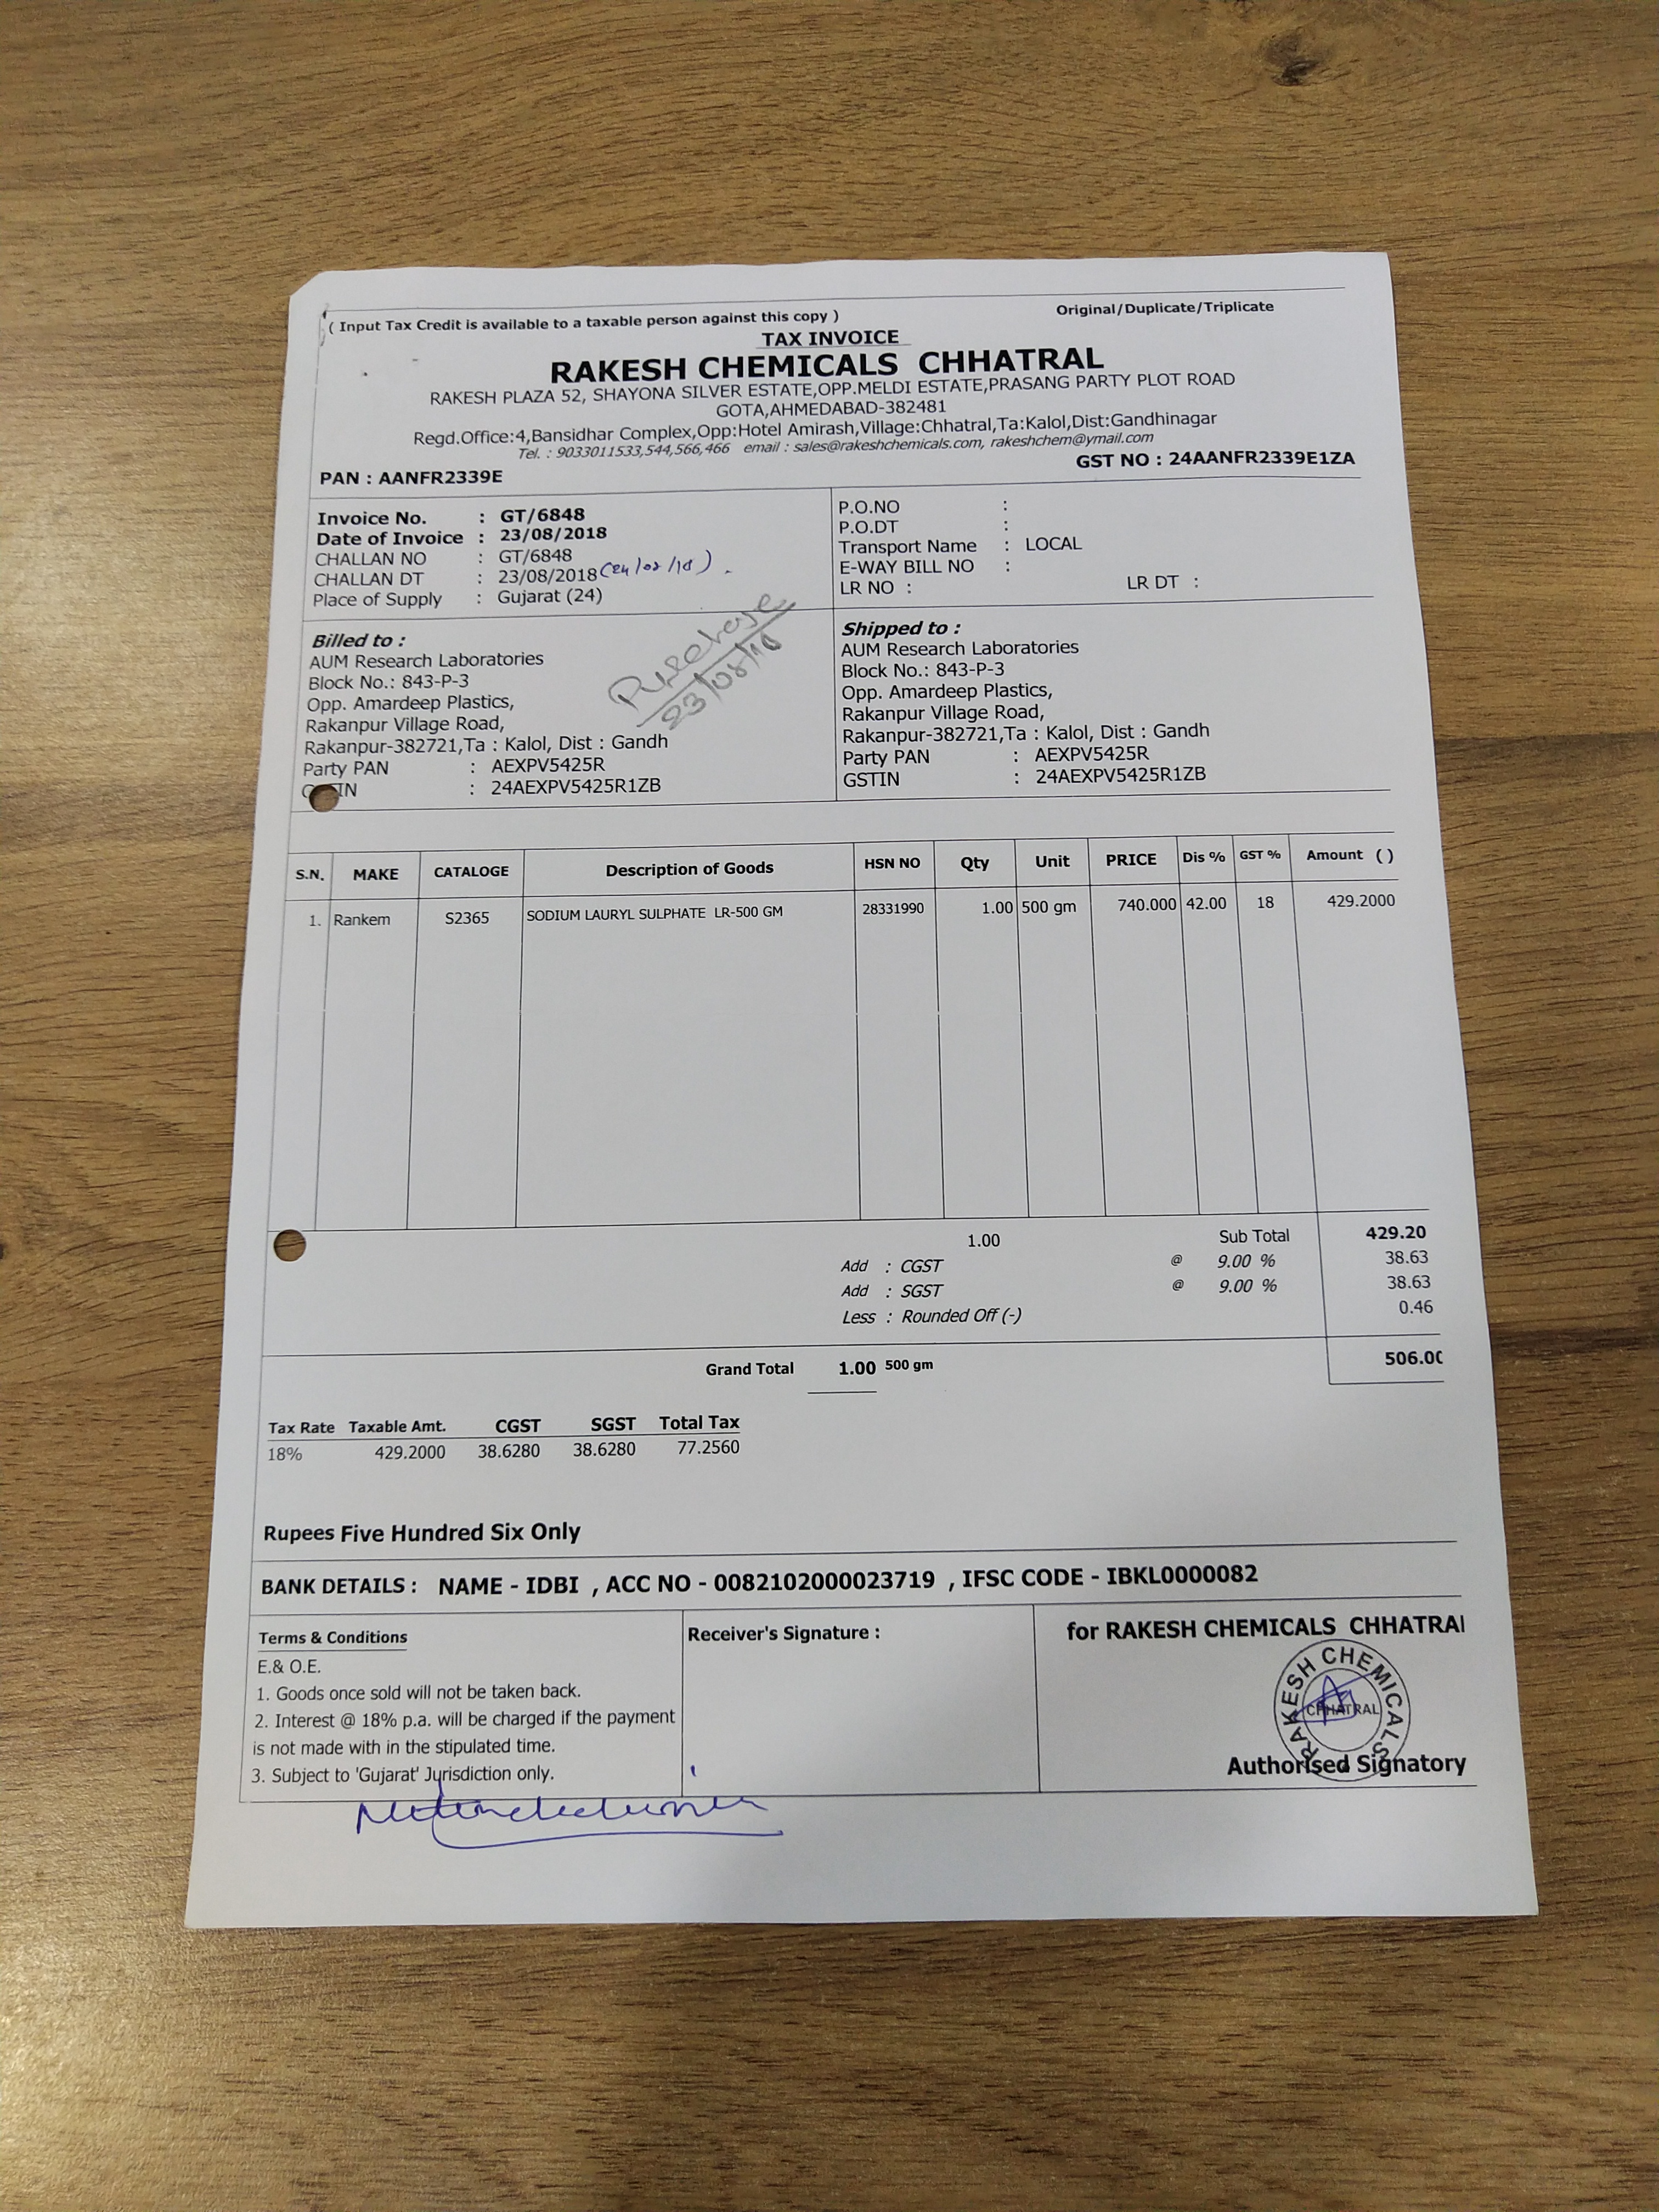 ( Input Tax Credit is available to a taxable person against this copy )
Original/Duplicate/Triplicate
TAX INVOICE
RAKESH CHEMICALS CHHATRAL
RAKESH PLAZA 52, SHAYONA SILVER ESTATE,OPP.MELDI ESTATE,PRASANG PARTY PLOT ROAD
GOTA,AHMEDABAD-382481
Regd.Office:4,Bansidhar Complex,Opp:Hotel Amirash,Village:Chhatral,Ta:Kalol,Dist:Gandhinagar
Tel. : 9033011533,544,566,466 email : sales@rakeshchemicals.com, rakeshchem@ymail.com
PAN : AANFR2339E
GST NO : 24AANFR2339E1ZA
Invoice No. : GT/6848
Date of Invoice : 23/08/2018
CHALLAN NO : GT/6848
CHALLAN DT : 23/08/2018
Place of Supply : Gujarat (24)
P.O.NO :
P.O.DT :
Transport Name : LOCAL
E-WAY BILL NO :
LR NO : LR DT :
Billed to :
AUM Research Laboratories
Block No.: 843-P-3
Opp. Amardeep Plastics,
Rakanpur Village Road,
Rakanpur-382721,Ta : Kalol, Dist : Gandh
Party PAN : AEXPV5425R
: 24AEXPV5425R1ZB
23/08/18
Shipped to :
AUM Research Laboratories
Block No.: 843-P-3
Opp. Amardeep Plastics,
Rakanpur Village Road,
Rakanpur-382721,Ta : Kalol, Dist : Gandh
Party PAN : AEXPV5425R
GSTIN : 24AEXPV5425R1ZB
S.N. MAKE CATALOGE Description of Goods HSN NO Qty Unit PRICE Dis % GST % Amount ( )
1. Rankem S2365 SODIUM LAURYL SULPHATE LR-500 GM 28331990 1.00 500 gm 740.000 42.00 18 429.2000
1.00 Sub Total 429.20
Add : CGST @ 9.00 % 38.63
Add : SGST @ 9.00 % 38.63
Less : Rounded Off (-) 0.46
Grand Total 1.00 500 gm 506.00
Tax Rate Taxable Amt. CGST SGST Total Tax
18% 429.2000 38.6280 38.6280 77.2560
Rupees Five Hundred Six Only
BANK DETAILS : NAME - IDBI , ACC NO - 0082102000023719 , IFSC CODE - IBKL0000082
Terms & Conditions
E.& O.E.
1. Goods once sold will not be taken back.
2. Interest @ 18% p.a. will be charged if the payment
is not made with in the stipulated time.
3. Subject to 'Gujarat' Jurisdiction only.
Receiver's Signature :
for RAKESH CHEMICALS CHHATRAL
RAKESH CHEMICALS
CHHATRAL
Authorised Signatory